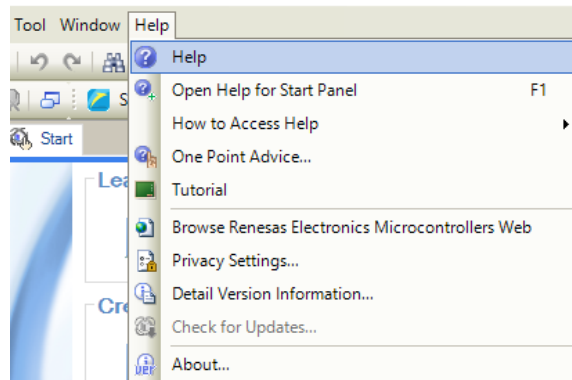 Tool Window Help
Help
Open Help for Start Panel F1
How to Access Help
Start
One Point Advice...
Tutorial
Browse Renesas Electronics Microcontrollers Web
Privacy Settings...
Detail Version Information...
Check for Updates...
About...